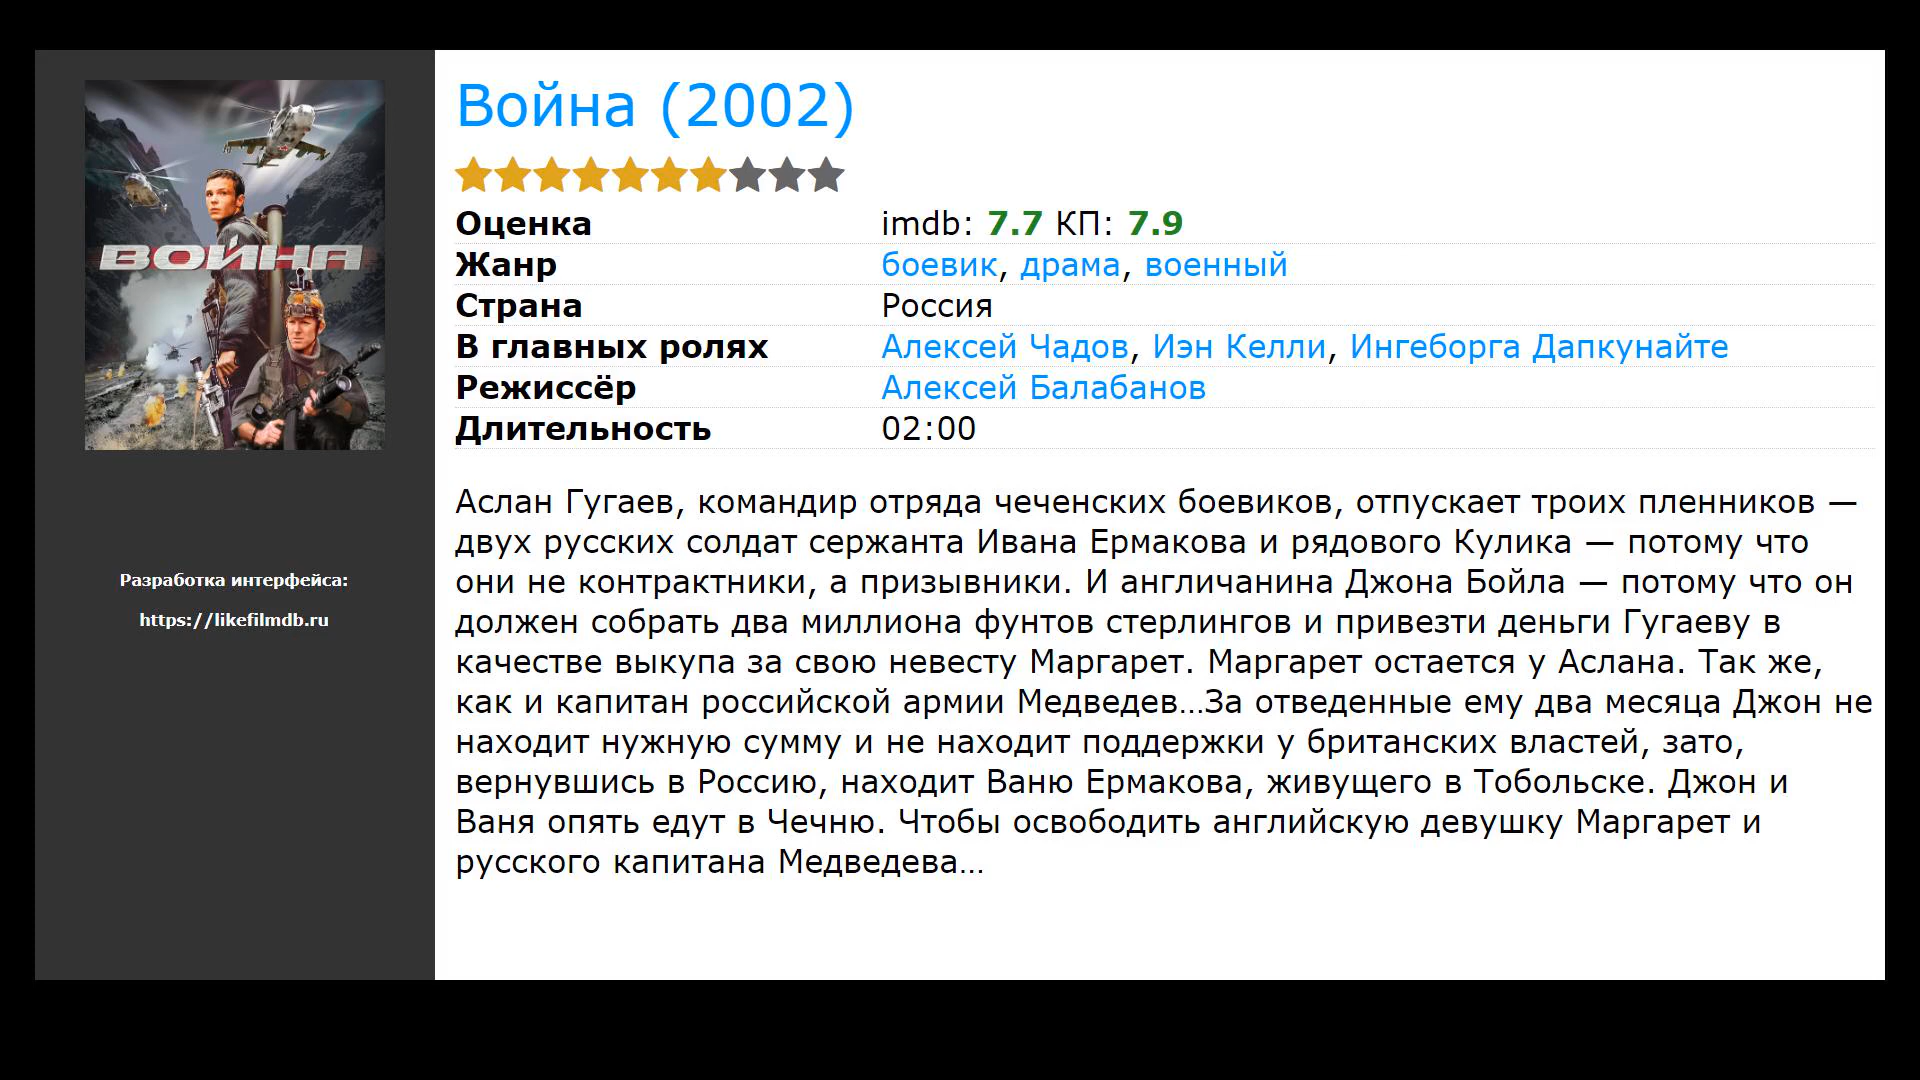 ВОЙНА
Разработка интерфейса:
https://likefilmdb.ru
Война (2002)
Оценка imdb: 7.7 КП: 7.9
Жанр боевик, драма, военный
Страна Россия
В главных ролях Алексей Чадов, Иэн Келли, Ингеборга Дапкунайте
Режиссёр Алексей Балабанов
Длительность 02:00
Аслан Гугаев, командир отряда чеченских боевиков, отпускает троих пленников —
двух русских солдат сержанта Ивана Ермакова и рядового Кулика — потому что
они не контрактники, а призывники. И англичанина Джона Бойла — потому что он
должен собрать два миллиона фунтов стерлингов и привезти деньги Гугаеву в
качестве выкупа за свою невесту Маргарет. Маргарет остается у Аслана. Так же,
как и капитан российской армии Медведев…За отведенные ему два месяца Джон не
находит нужную сумму и не находит поддержки у британских властей, зато,
вернувшись в Россию, находит Ваню Ермакова, живущего в Тобольске. Джон и
Ваня опять едут в Чечню. Чтобы освободить английскую девушку Маргарет и
русского капитана Медведева…